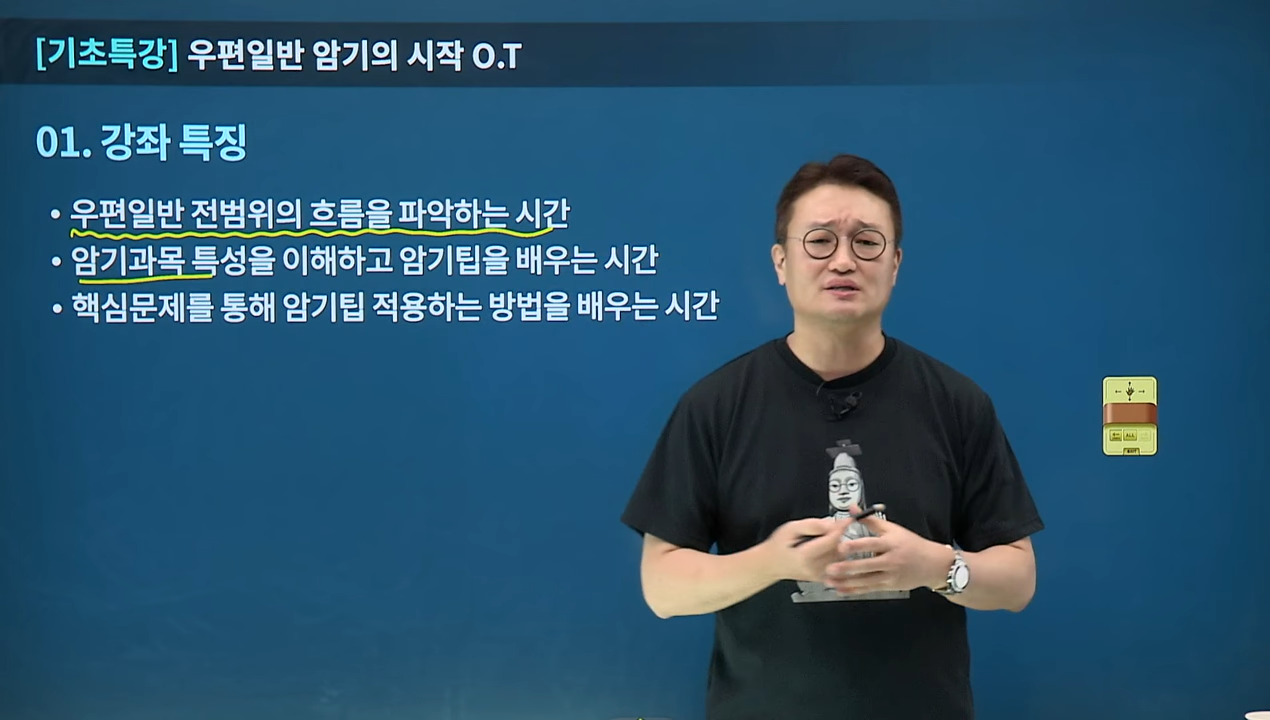 [기초특강] 우편일반 암기의 시작 O.T
01. 강좌 특징
• 우편일반 전범위의 흐름을 파악하는 시간
• 암기과목 특성을 이해하고 암기팁을 배우는 시간
• 핵심문제를 통해 암기팁 적용하는 방법을 배우는 시간
ALL